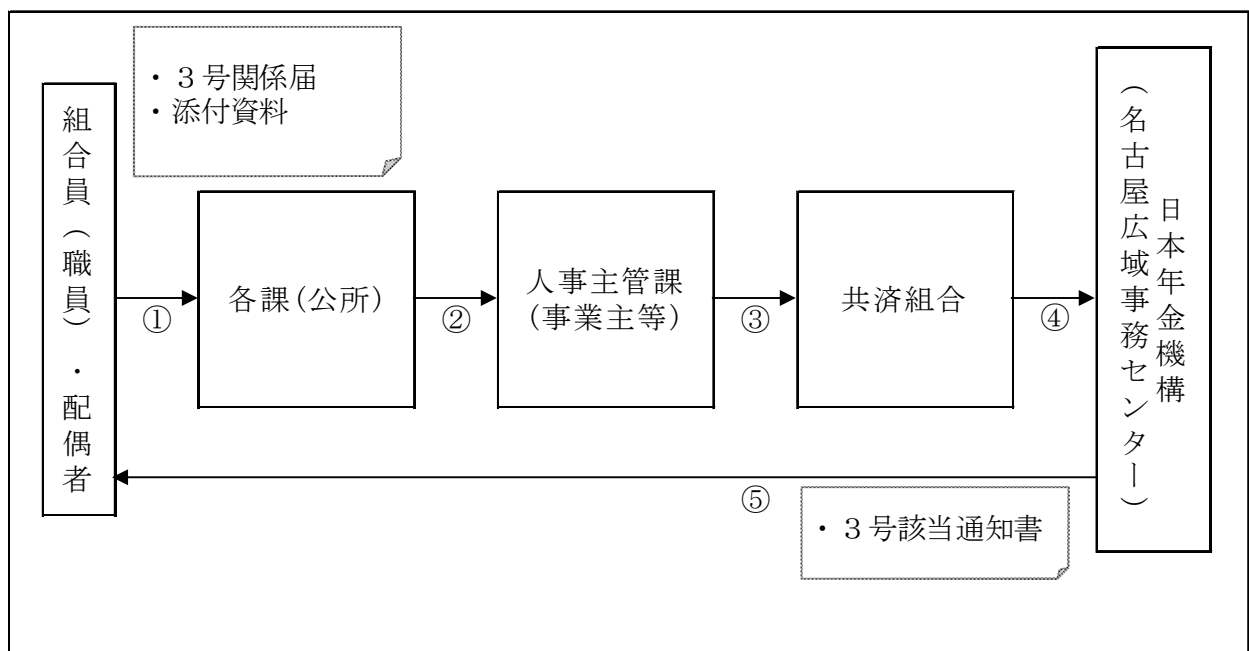 ・３号関係届
・添付資料
組合員（職員）・配偶者
①
各課(公所)
②
人事主管課
(事業主等)
③
共済組合
④
日本年金機構
（名古屋広域事務センター）
⑤
・３号該当通知書